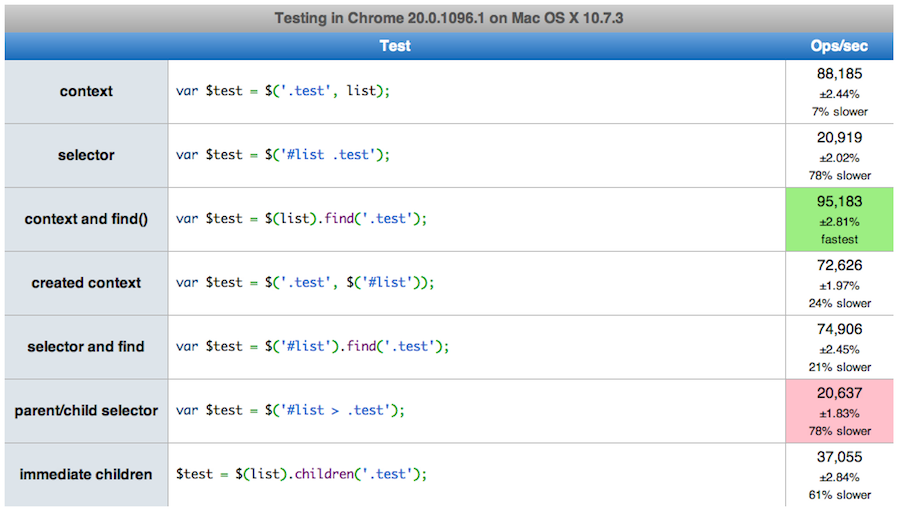 Testing in Chrome 20.0.1096.1 on Mac OS X 10.7.3
Test Ops/sec
context var $test = $('.test', list); 88,185
±2.44%
7% slower
selector var $test = $('#list .test'); 20,919
±2.02%
78% slower
context and find() var $test = $(list).find('.test'); 95,183
±2.81%
fastest
created context var $test = $('.test', $('#list')); 72,626
±1.97%
24% slower
selector and find var $test = $('#list').find('.test'); 74,906
±2.45%
21% slower
parent/child selector var $test = $('#list > .test'); 20,637
±1.83%
78% slower
immediate children $test = $(list).children('.test'); 37,055
±2.84%
61% slower